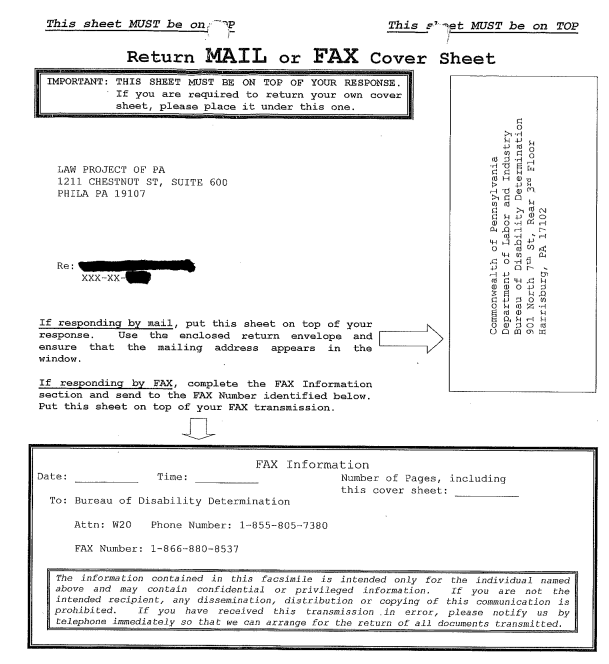 This sheet MUST be on TOP
This sheet MUST be on TOP
Return MAIL or FAX Cover Sheet
IMPORTANT: THIS SHEET MUST BE ON TOP OF YOUR RESPONSE.
If you are required to return your own cover
sheet, please place it under this one.
Commonwealth of Pennsylvania
Department of Labor and Industry
Bureau of Disability Determination
901 North 7th St, Rear 3rd Floor
Harrisburg, PA 17102
LAW PROJECT OF PA
1211 CHESTNUT ST, SUITE 600
PHILA PA 19107
Re:
XXX-XX-
If responding by mail, put this sheet on top of your
response. Use the enclosed return envelope and
ensure that the mailing address appears in the
window.
If responding by FAX, complete the FAX Information
section and send to the FAX Number identified below.
Put this sheet on top of your FAX transmission.
FAX Information
Date: Time: Number of Pages, including
this cover sheet:
To: Bureau of Disability Determination
Attn: W20 Phone Number: 1-855-805-7380
FAX Number: 1-866-880-8537
The information contained in this facsimile is intended only for the individual named
above and may contain confidential or privileged information. If you are not the
intended recipient, any dissemination, distribution or copying of this communication is
prohibited. If you have received this transmission in error, please notify us by
telephone immediately so that we can arrange for the return of all documents transmitted.